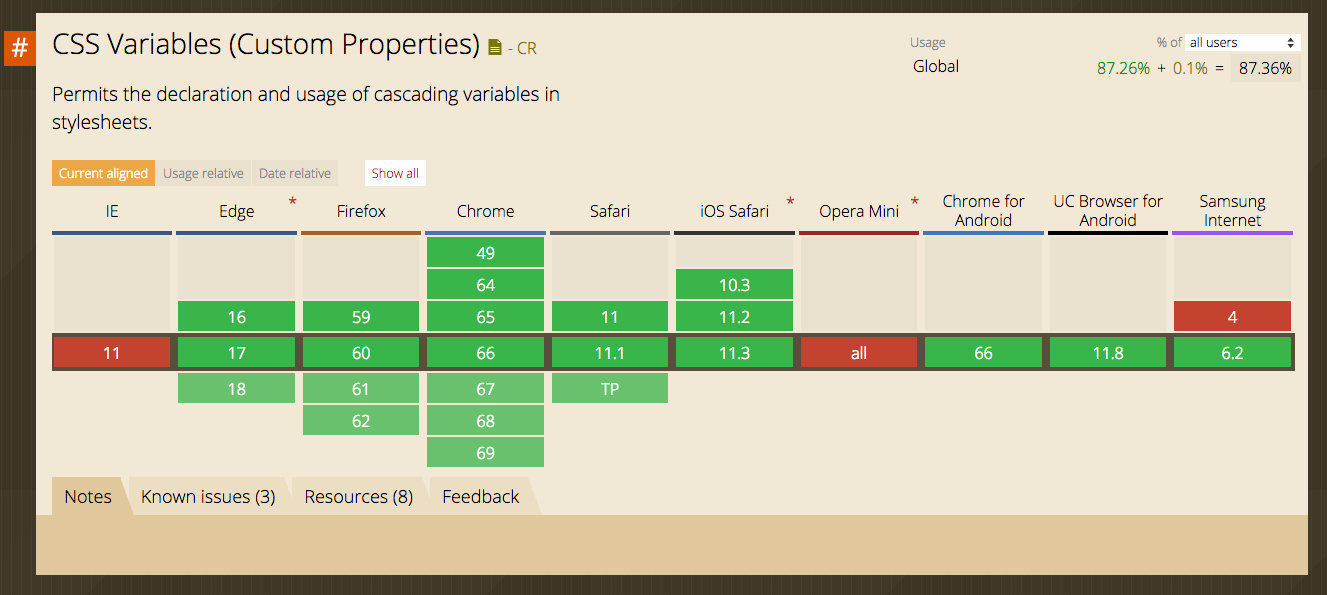 #
CSS Variables (Custom Properties) - CR
Usage % of all users
Global 87.26% + 0.1% = 87.36%
Permits the declaration and usage of cascading variables in
stylesheets.
Current aligned Usage relative Date relative Show all
IE Edge * Firefox Chrome Safari iOS Safari * Opera Mini * Chrome for Android UC Browser for Android Samsung Internet
49
64 10.3
16 59 65 11 11.2 4
11 17 60 66 11.1 11.3 all 66 11.8 6.2
18 61 67 TP
62 68
69
Notes Known issues (3) Resources (8) Feedback